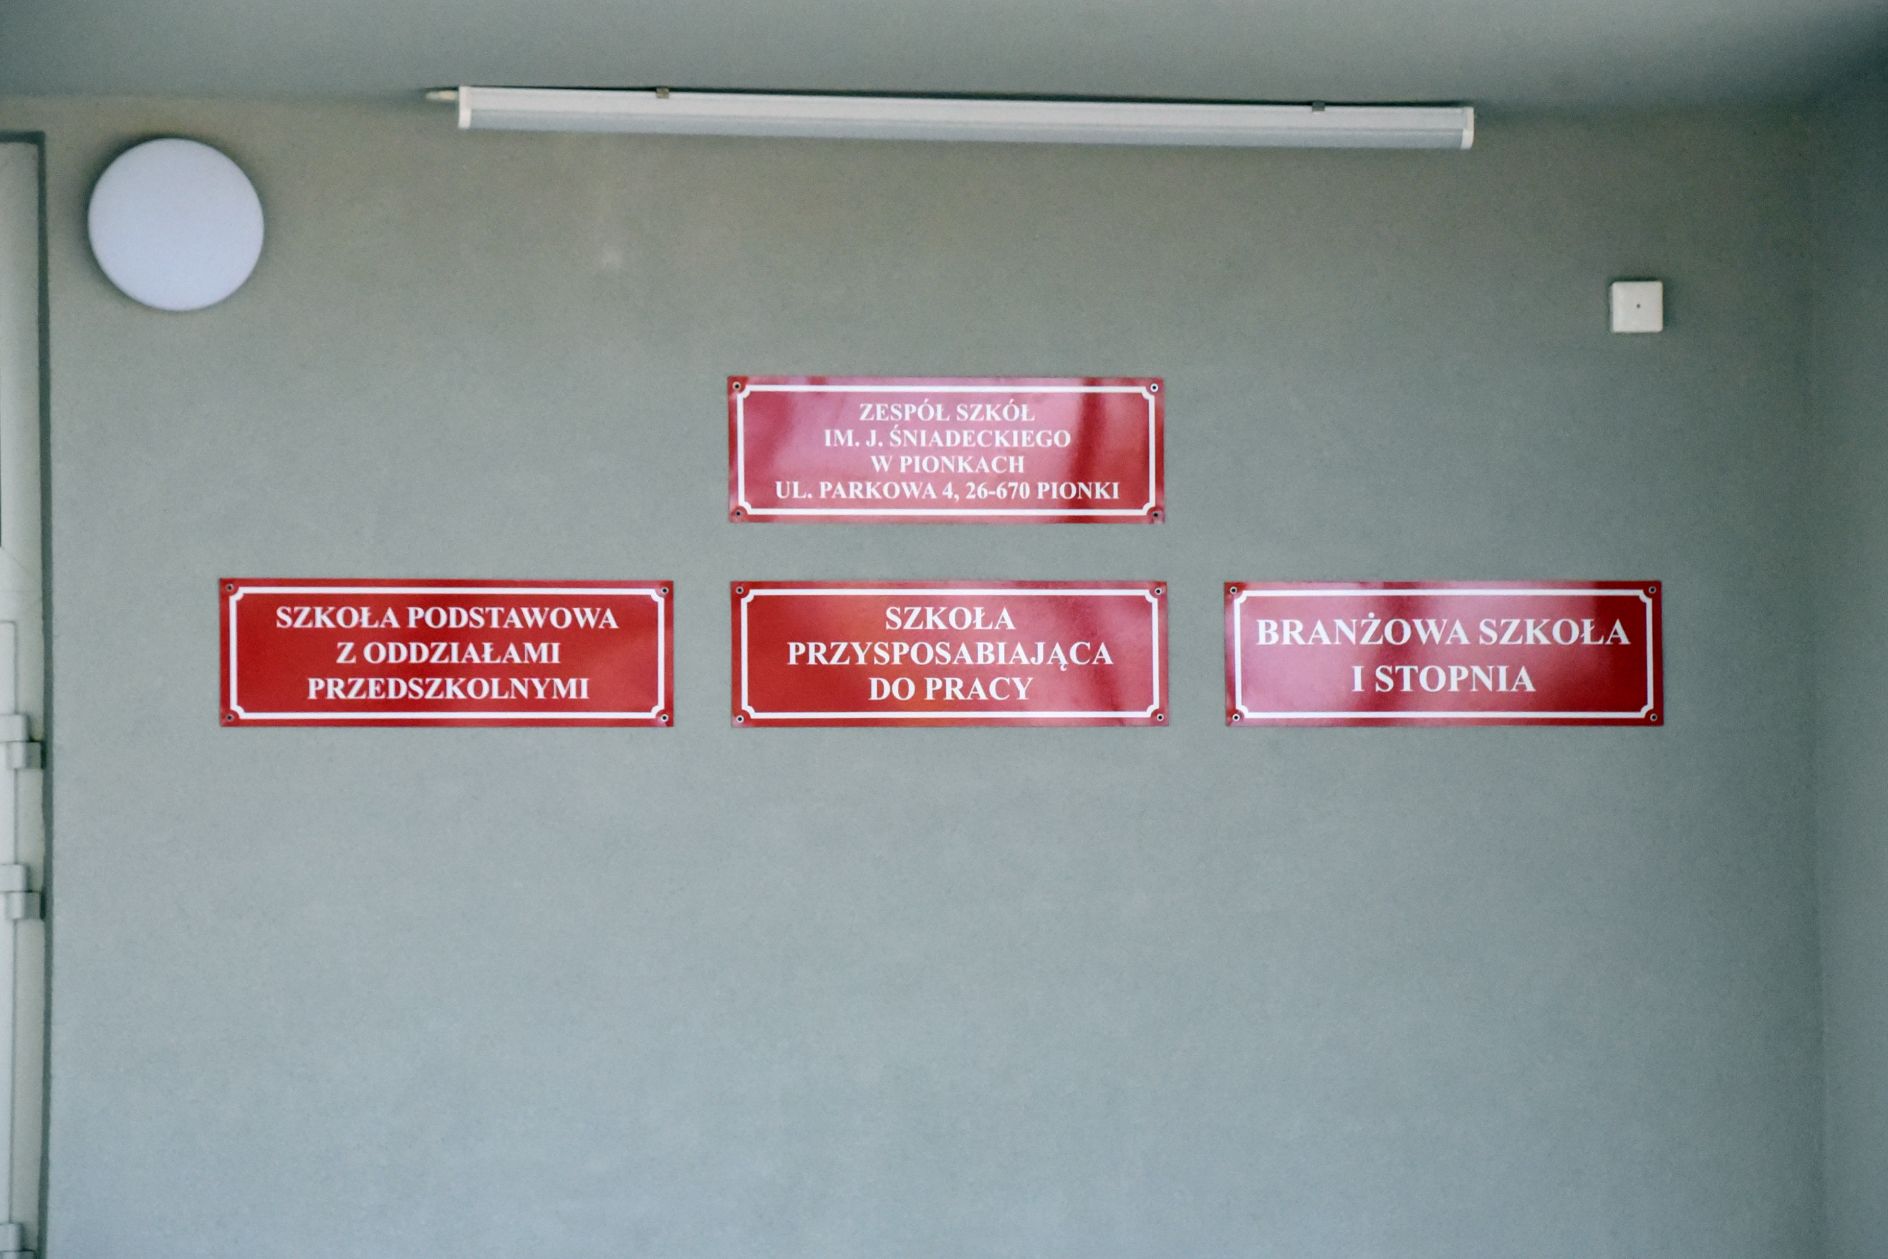 ZESPÓŁ SZKÓŁ
IM. J. ŚNIADECKIEGO
W PIONKACH
UL. PARKOWA 4, 26-670 PIONKI
SZKOŁA PODSTAWOWA
Z ODDZIAŁAMI
PRZEDSZKOLNYMI
SZKOŁA
PRZYSPOSABIAJĄCA
DO PRACY
BRANŻOWA SZKOŁA
I STOPNIA